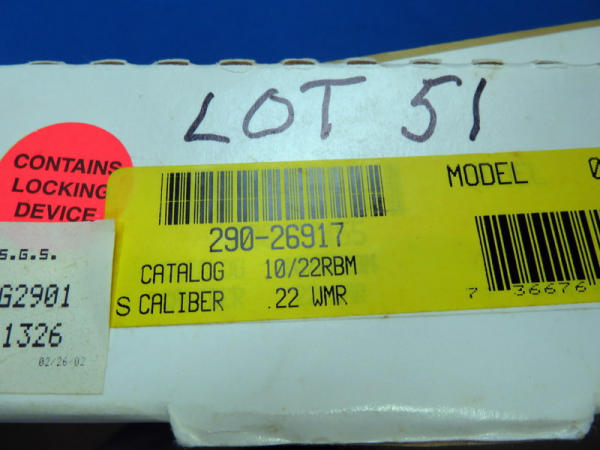 LOT 51
CONTAINS
LOCKING
DEVICE
S.G.S.
G2901
1326
02/26/02
290-26917
CATALOG 10/22RBM
S CALIBER .22 WMR
MODEL 0
7 36676